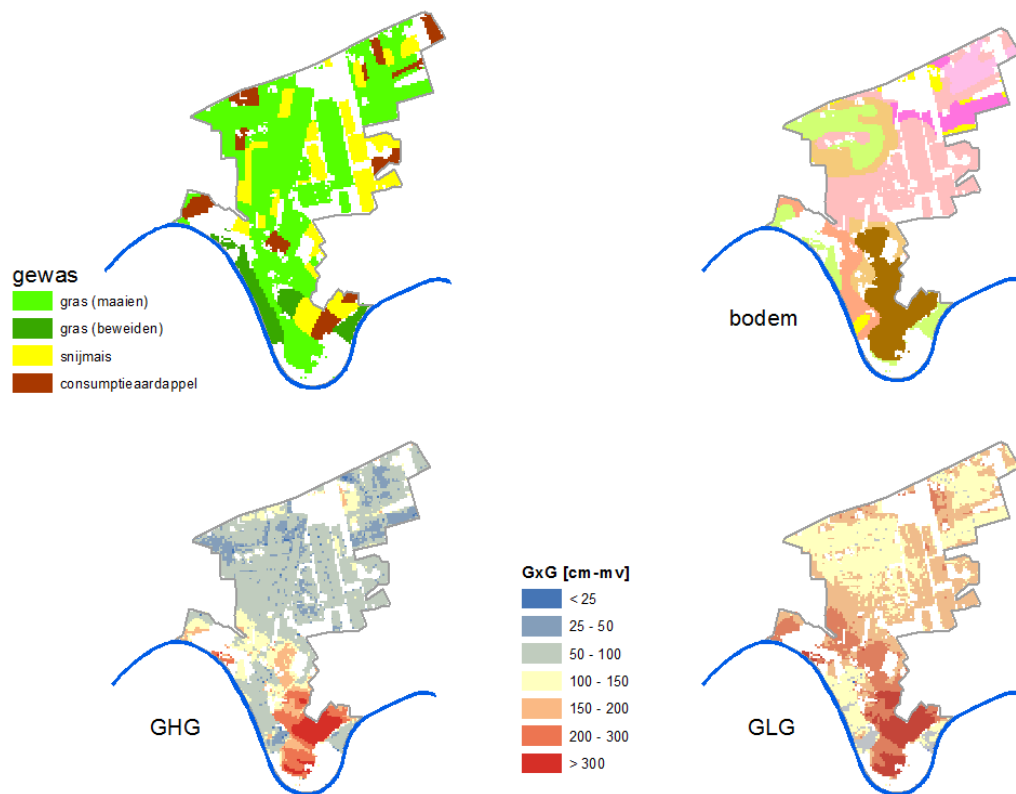 gewas
gras (maaien)
gras (beweiden)
snijmais
consumptieaardappel
bodem
GHG
GxG [cm-mv]
< 25
25 - 50
50 - 100
100 - 150
150 - 200
200 - 300
> 300
GLG